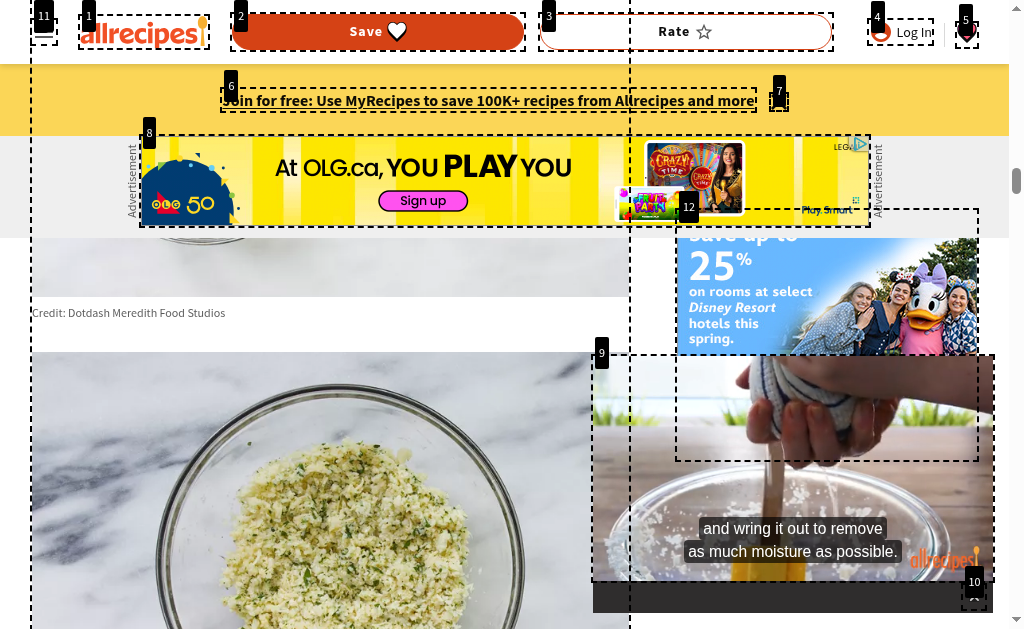 11
1
2
3
4
5
allrecipes
Save
Rate
Log In
6
7
Join for free: Use MyRecipes to save 100K+ recipes from Allrecipes and more
8
Advertisement
OLG 50
At OLG.ca, YOU PLAY YOU
Sign up
CRAZY TIME
CRAZY TIME
FRUIT PARTY
Play Smart
Advertisement
12
Save up to
25%
on rooms at select
Disney Resort
hotels this
spring.
Credit: Dotdash Meredith Food Studios
9
and wring it out to remove
as much moisture as possible.
allrecipes
10